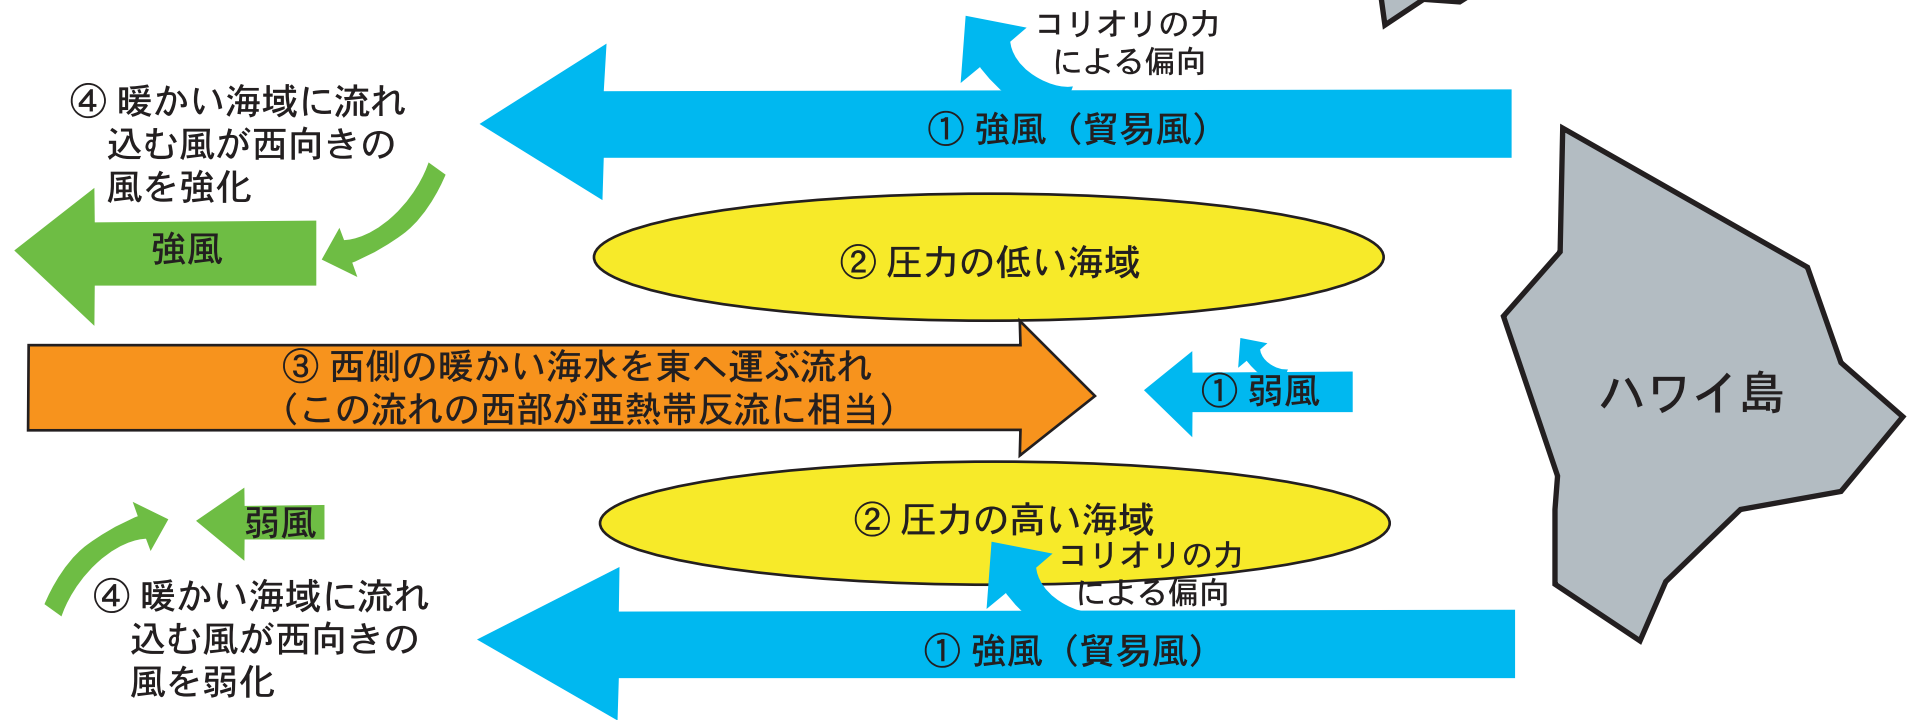 コリオリの力
による偏向
④ 暖かい海域に流れ
込む風が西向きの
風を強化
① 強風（貿易風）
強風
② 圧力の低い海域
③ 西側の暖かい海水を東へ運ぶ流れ
（この流れの西部が亜熱帯反流に相当）
① 弱風
ハワイ島
弱風
② 圧力の高い海域
コリオリの力
による偏向
④ 暖かい海域に流れ
込む風が西向きの
風を弱化
① 強風（貿易風）